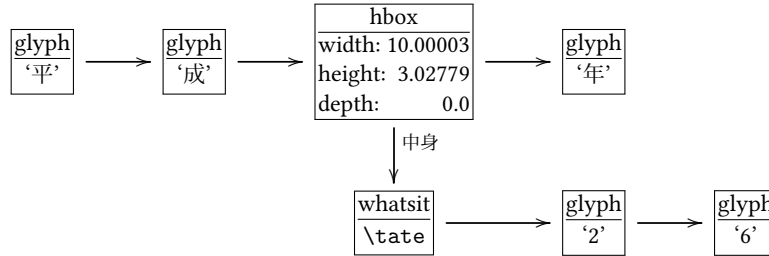 glyph
‘平’
glyph
‘成’
hbox
width: 10.00003
height: 3.02779
depth: 0.0
glyph
‘年’
中身
whatsit
\tate
glyph
‘2’
glyph
‘6’